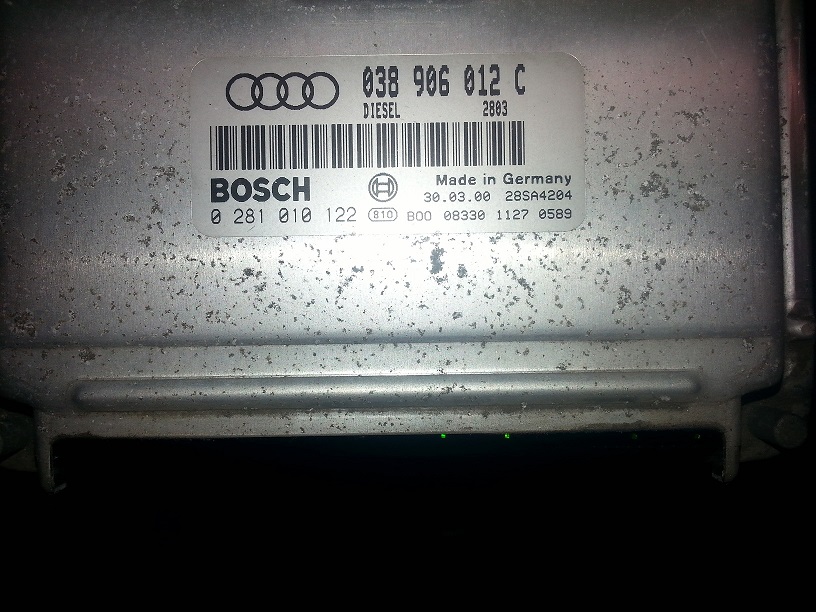 038 906 012 C
DIESEL 2803
BOSCH Made in Germany
30.03.00 28SA4204
0 281 010 122 810 B00 08330 1127 0589